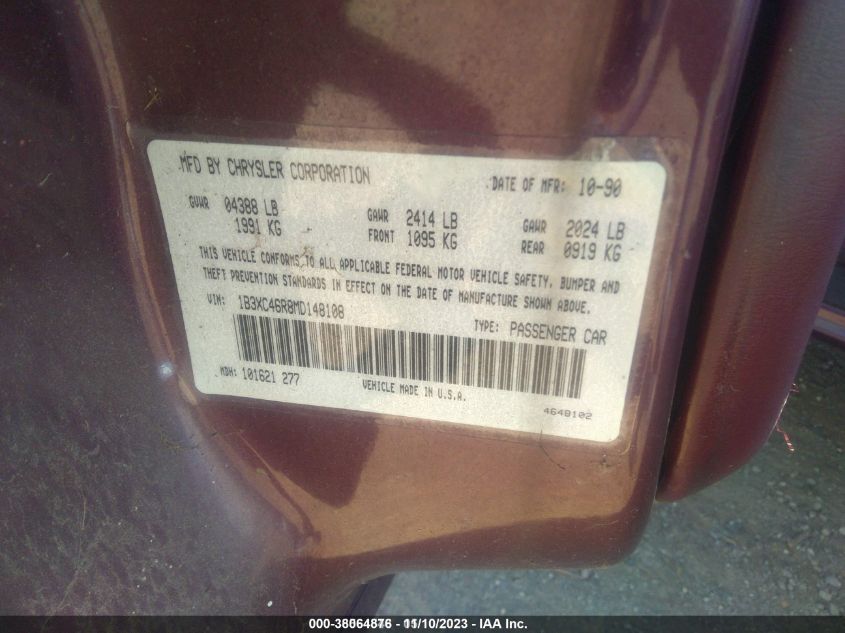 MFD BY CHRYSLER CORPORATION DATE OF MFR: 10-90
GVWR 04388 LB GAWR 2414 LB GAWR 2024 LB
1991 KG FRONT 1095 KG REAR 0919 KG
THIS VEHICLE CONFORMS TO ALL APPLICABLE FEDERAL MOTOR VEHICLE SAFETY, BUMPER AND
THEFT PREVENTION STANDARDS IN EFFECT ON THE DATE OF MANUFACTURE SHOWN ABOVE.
VIN: 1B3XC46R8MD148108 TYPE: PASSENGER CAR
MDH: 101621 277 VEHICLE MADE IN U.S.A. 4648102
000-38064876 - 11/10/2023 - IAA Inc.